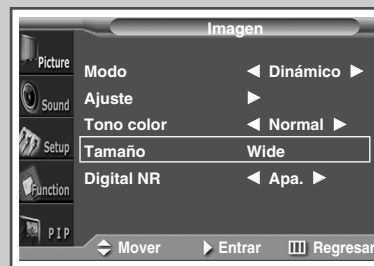 Imagen
Picture
Sound
Setup
Function
PIP
Modo ◀ Dinámico ▶
Ajuste ▶
Tono color ◀ Normal ▶
Tamaño Wide
Digital NR ◀ Apa. ▶
Mover Entrar Regresar